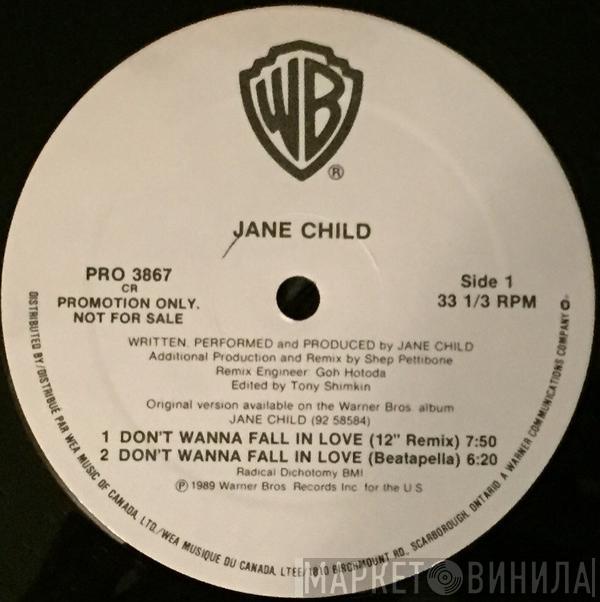 WB
®
JANE CHILD
PRO 3867
CR
PROMOTION ONLY.
NOT FOR SALE
Side 1
33 1/3 RPM
WRITTEN, PERFORMED and PRODUCED by JANE CHILD
Additional Production and Remix by Shep Pettibone
Remix Engineer: Goh Hotoda
Edited by Tony Shimkin
Original version available on the Warner Bros. album
JANE CHILD (92 58584)
1 DON'T WANNA FALL IN LOVE (12" Remix) 7:50
2 DON'T WANNA FALL IN LOVE (Beatapella) 6:20
Radical Dichotomy BMI
℗ 1989 Warner Bros. Records Inc. for the U.S.
DISTRIBUTED BY/DISTRIBUÉ PAR WEA MUSIC OF CANADA, LTD./WEA MUSIQUE DU CANADA, LTEE/1810 BIRCHMOUNT RD., SCARBOROUGH, ONTARIO. A WARNER COMMUNICATIONS COMPANY
МАРКЕТ ВИНИЛА